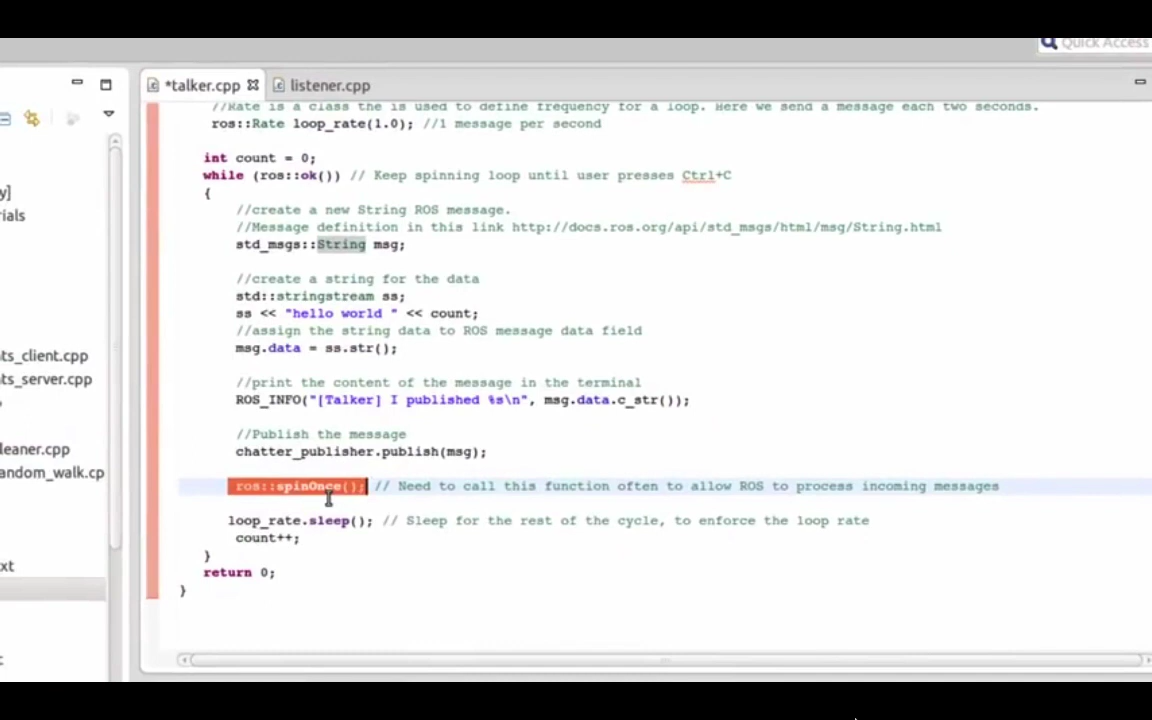 Quick Access
*talker.cpp
listener.cpp
y]
rials
ts_client.cpp
ts_server.cpp
leaner.cpp
andom_walk.cp
xt
//Rate is a class the is used to define frequency for a loop. Here we send a message each two seconds.
ros::Rate loop_rate(1.0); //1 message per second
int count = 0;
while (ros::ok()) // Keep spinning loop until user presses Ctrl+C
{
//create a new String ROS message.
//Message definition in this link http://docs.ros.org/api/std_msgs/html/msg/String.html
std_msgs::String msg;
//create a string for the data
std::stringstream ss;
ss << "hello world " << count;
//assign the string data to ROS message data field
msg.data = ss.str();
//print the content of the message in the terminal
ROS_INFO("[Talker] I published %s\n", msg.data.c_str());
//Publish the message
chatter_publisher.publish(msg);
ros::spinOnce(); // Need to call this function often to allow ROS to process incoming messages
loop_rate.sleep(); // Sleep for the rest of the cycle, to enforce the loop rate
count++;
}
return 0;
}